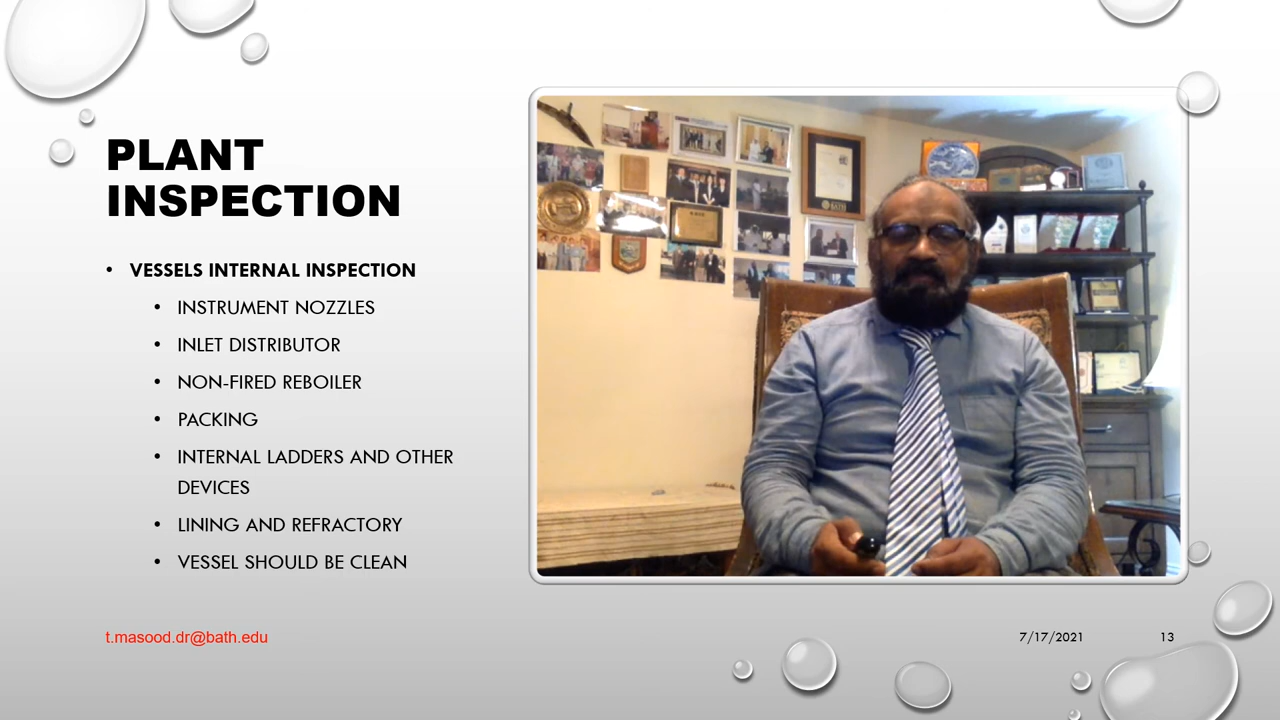 PLANT
INSPECTION
• VESSELS INTERNAL INSPECTION
• INSTRUMENT NOZZLES
• INLET DISTRIBUTOR
• NON-FIRED REBOILER
• PACKING
• INTERNAL LADDERS AND OTHER
DEVICES
• LINING AND REFRACTORY
• VESSEL SHOULD BE CLEAN
t.masood.dr@bath.edu
7/17/2021
13